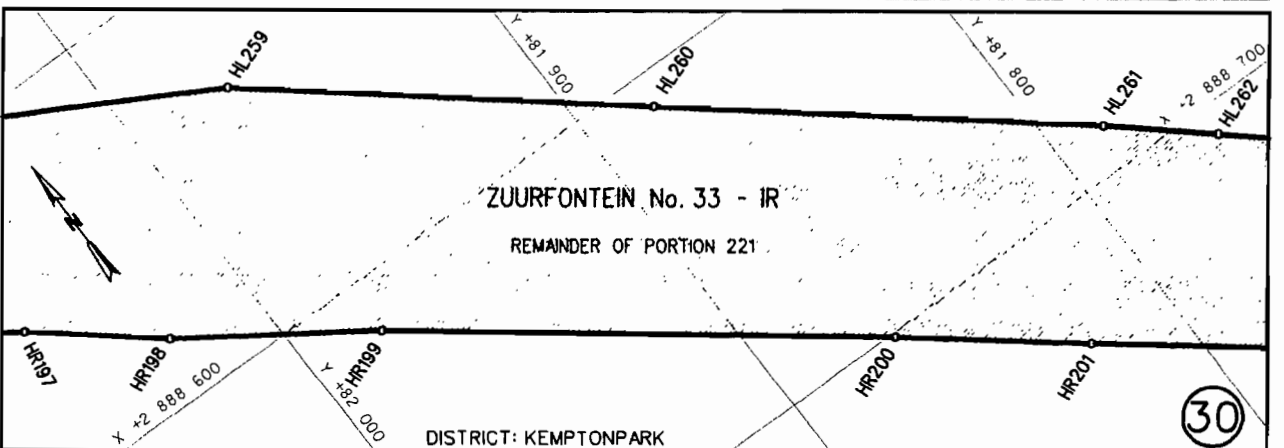 HL259
Y +81 900
HL260
Y +81 800
HL261
X +2 888 700
HL262
ZUURFONTEIN No. 33 - IR
REMAINDER OF PORTION 221
N
HR197
HR198
X +2 888 600
Y +82 000
HR199
HR200
HR201
DISTRICT: KEMPTONPARK
30